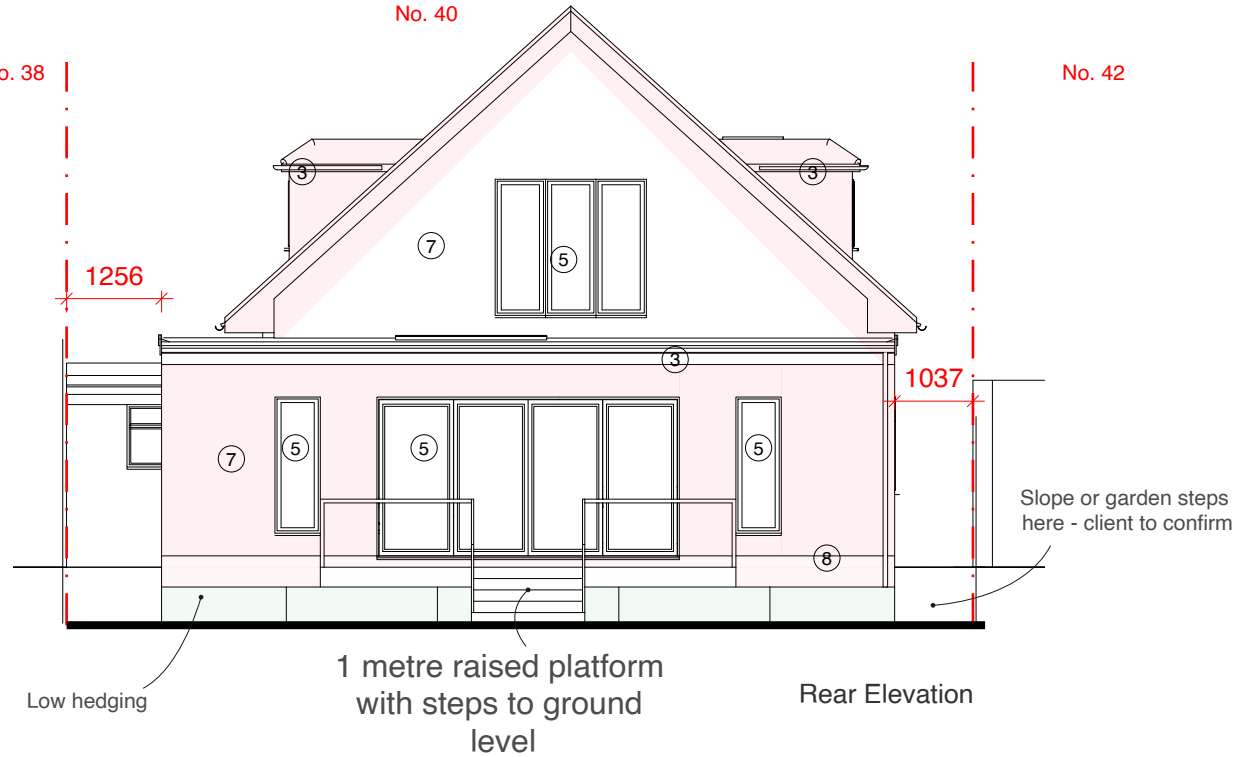 No. 40
o. 38
No. 42
3
3
7
5
1256
3
1037
5
5
5
7
Slope or garden steps
here - client to confirm
8
1 metre raised platform
with steps to ground
level
Low hedging
Rear Elevation